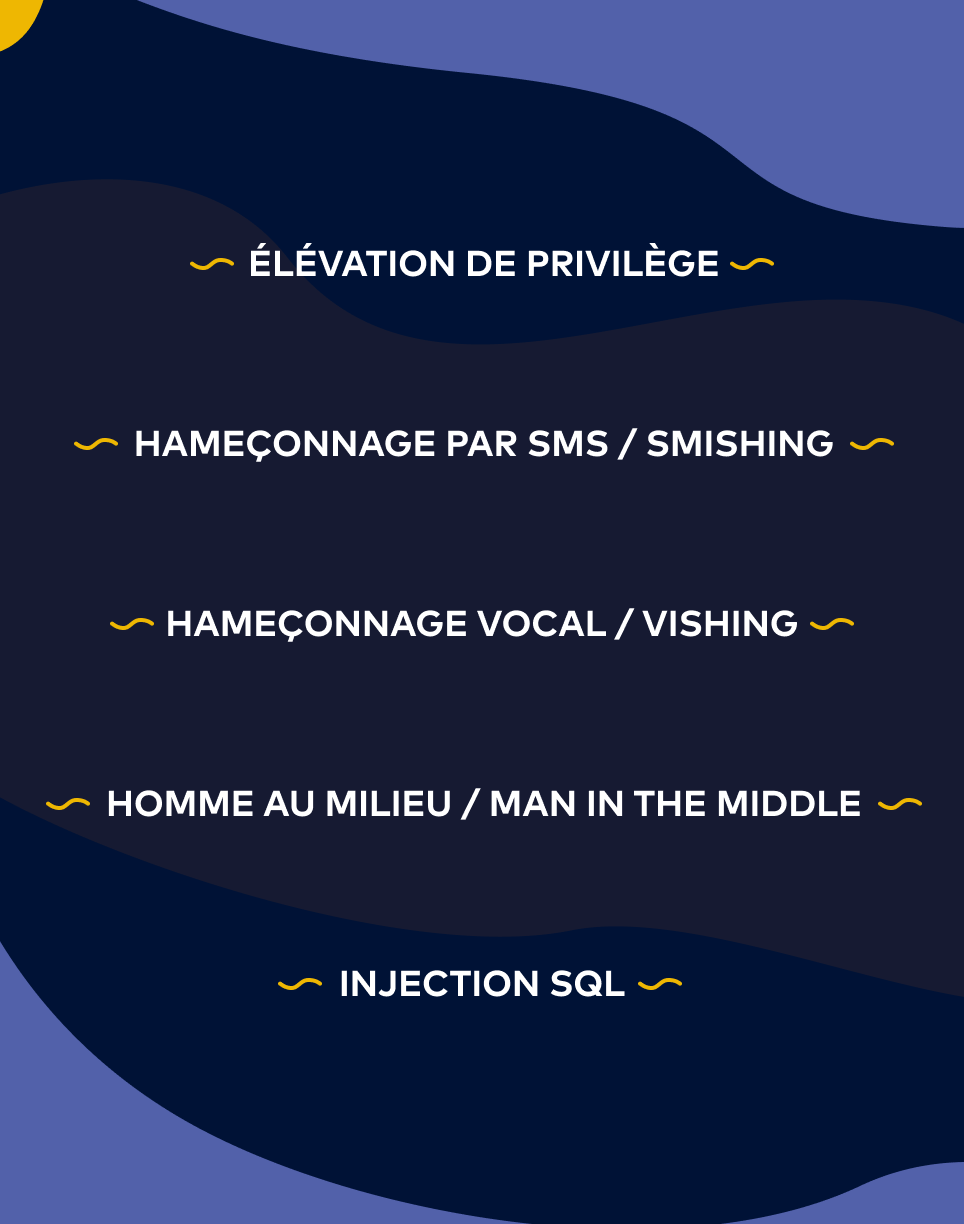 ÉLÉVATION DE PRIVILÈGE
HAMEÇONNAGE PAR SMS / SMISHING
HAMEÇONNAGE VOCAL / VISHING
HOMME AU MILIEU / MAN IN THE MIDDLE
INJECTION SQL